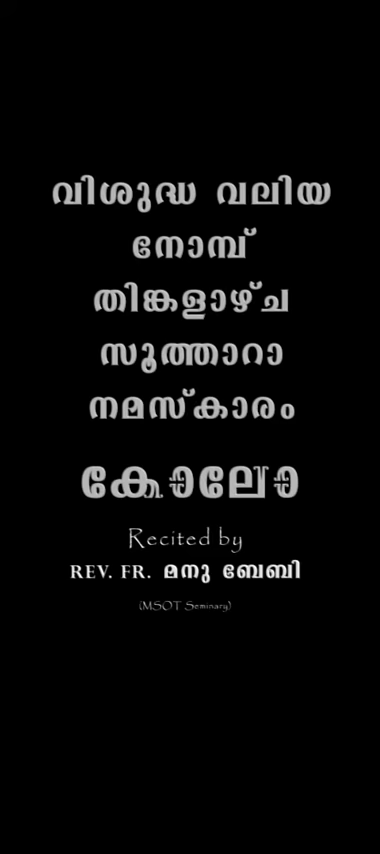 വിശുദ്ധ വലിയ
നോമ്പ്
തിങ്കളാഴ്ച
സൂത്താറാ
നമസ്കാരം
Recited by
REV. FR. മനു ബേബി
(MSOT Seminary)